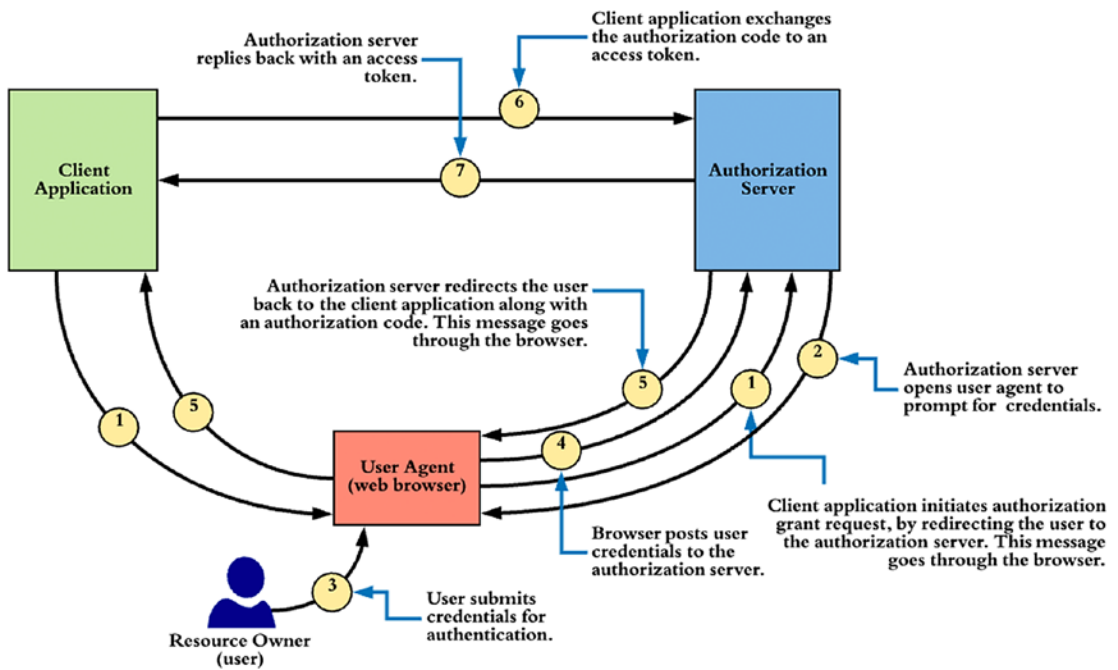 Client application exchanges
the authorization code to an
access token.
Authorization server
replies back with an access
token.
6
7
Client
Application
Authorization
Server
Authorization server redirects the user
back to the client application along with
an authorization code. This message goes
through the browser.
2
Authorization server
opens user agent to
prompt for credentials.
5
1
5
1
4
User Agent
(web browser)
Client application initiates authorization
grant request, by redirecting the user to
the authorization server. This message
goes through the browser.
Browser posts user
credentials to the
authorization server.
3
User submits
credentials for
authentication.
Resource Owner
(user)